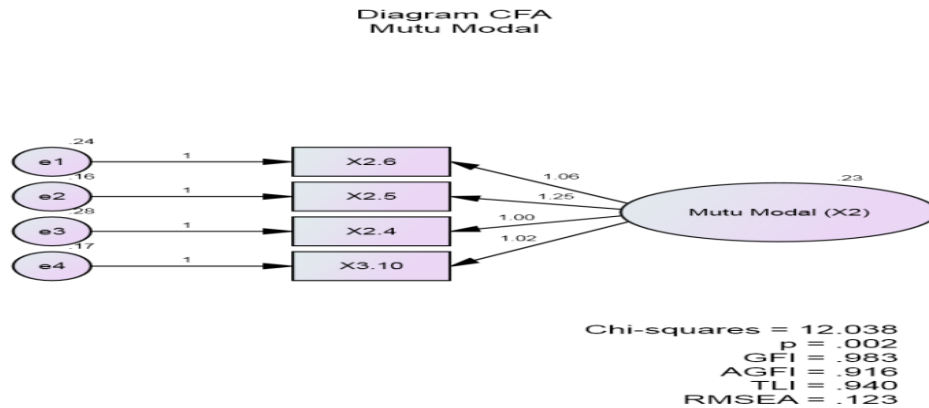 Diagram CFA
Mutu Modal
.24
e1 1 X2.6
.16
e2 1 X2.5
.28
e3 1 X2.4
.17
e4 1 X3.10
1.06
1.25
1.00
1.02
.23
Mutu Modal (X2)
Chi-squares = 12.038
p = .002
GFI = .983
AGFI = .916
TLI = .940
RMSEA = .123